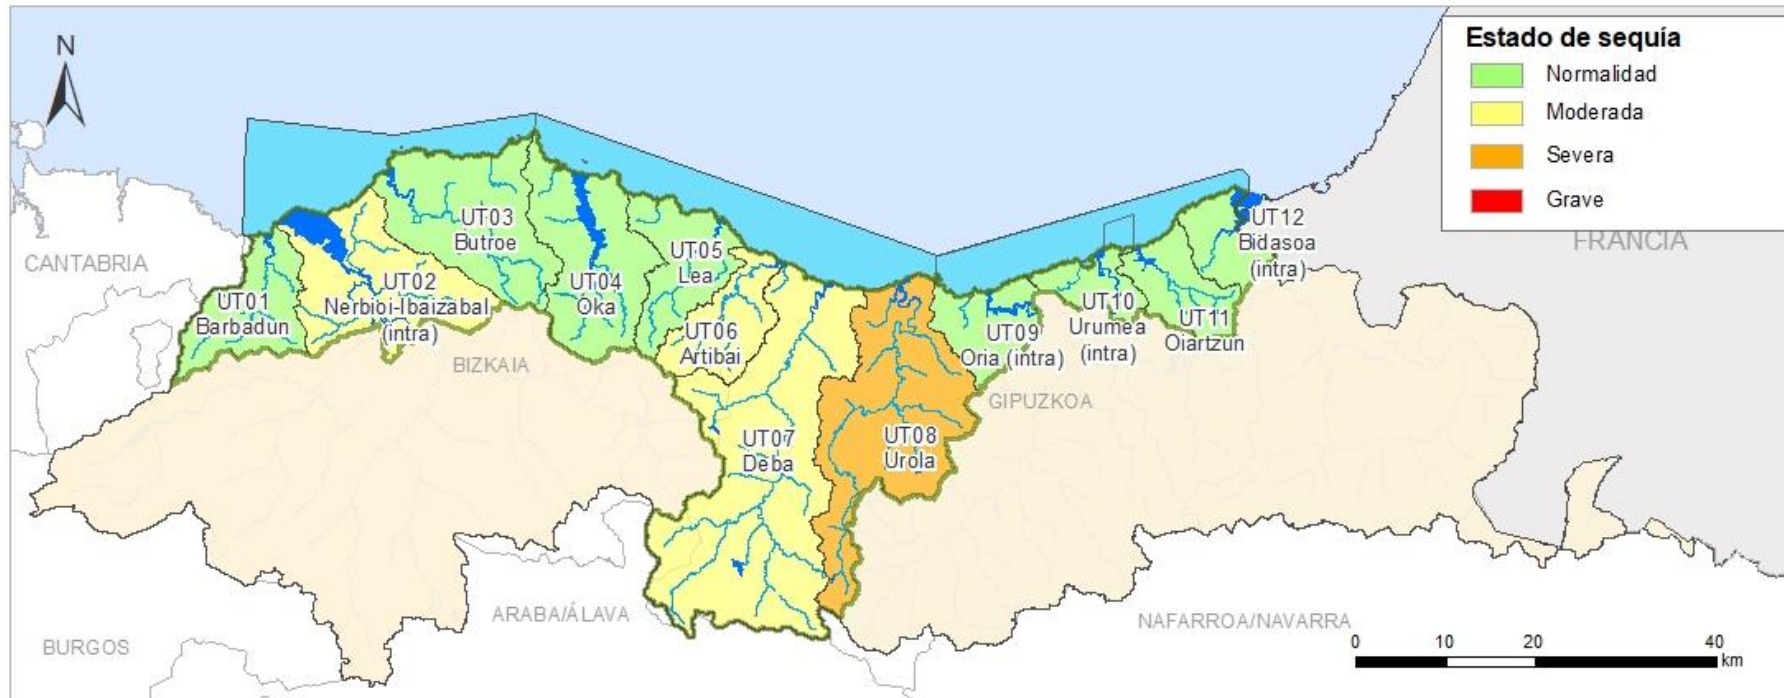 N
Estado de sequía
Normalidad
Moderada
Severa
Grave
UT01
Barbadun
UT02
Nerbioi-Ibaizabal
(intra)
UT03
Butroe
UT04
Oka
UT05
Lea
UT06
Artibai
UT07
Deba
UT08
Urola
UT09
Oria (intra)
UT10
Urumea
(intra)
UT11
Oiartzun
UT12
Bidasoa
(intra)
CANTABRIA
BIZKAIA
GIPUZKOA
FRANCIA
ARABA/ÁLAVA
NAFARROA/NAVARRA
BURGOS
0 10 20 40
km